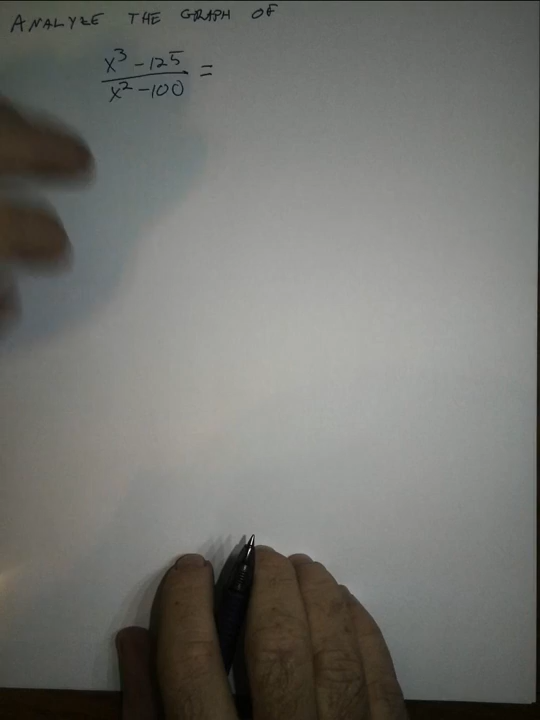 ANALYZE THE GRAPH OF
x³ - 125
x² - 100 =